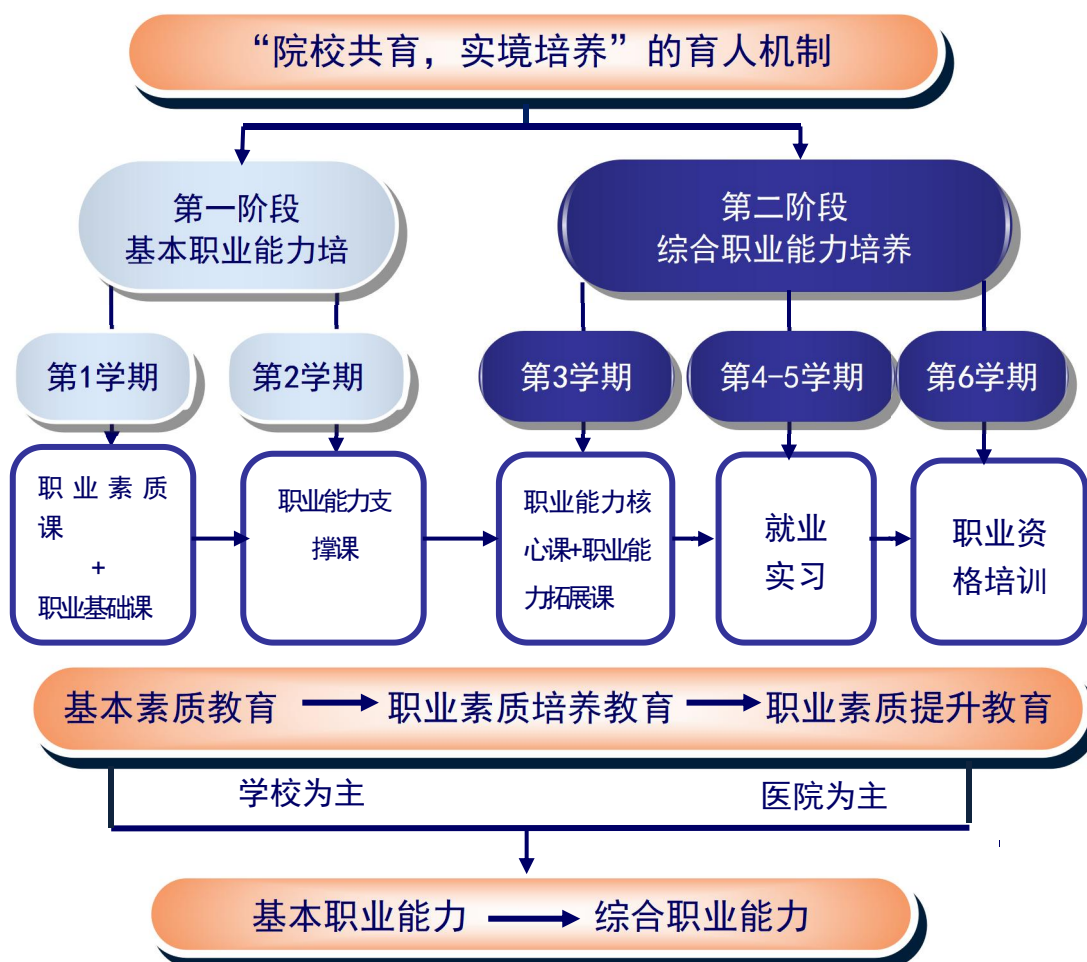 “院校共育，实境培养”的育人机制
第一阶段
基本职业能力培
第二阶段
综合职业能力培养
第1学期
第2学期
第3学期
第4-5学期
第6学期
职业素质
课
+
职业基础课
职业能力支
撑课
职业能力核
心课+职业能
力拓展课
就业
实习
职业资
格培训
基本素质教育
职业素质培养教育
职业素质提升教育
学校为主
医院为主
基本职业能力
综合职业能力